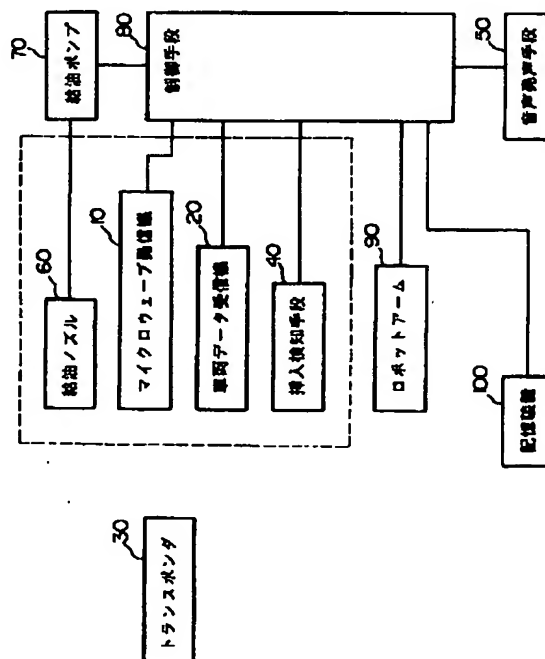 70
給油ポンプ
80
制御手段
50
音声発声手段
60
給油ノズル
10
マイクロウェーブ発信機
20
車両データ受信機
40
挿入検知手段
90
ロボットアーム
100
記憶装置
30
トランスポンダ